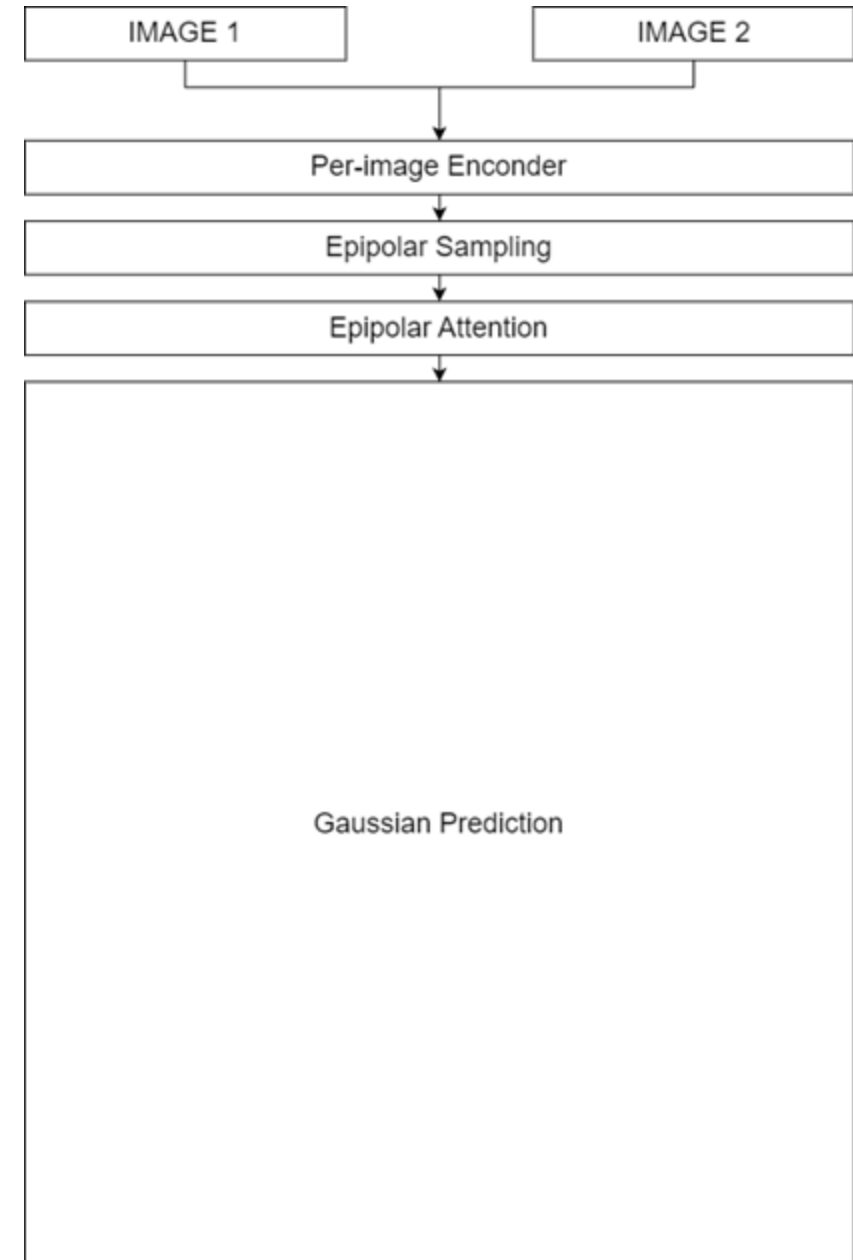 IMAGE 1
IMAGE 2
Per-image Enconder
Epipolar Sampling
Epipolar Attention
Gaussian Prediction